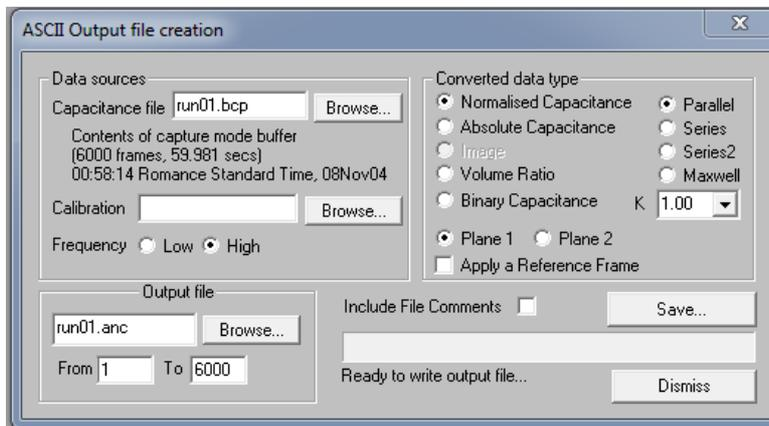 ASCII Output file creation
Data sources
Capacitance file run01.bcp Browse...
Contents of capture mode buffer
(6000 frames, 59.981 secs)
00:58:14 Romance Standard Time, 08Nov04
Calibration Browse...
Frequency Low High
Converted data type
Normalised Capacitance Parallel
Absolute Capacitance Series
Image Series2
Volume Ratio Maxwell
Binary Capacitance K 1.00
Plane 1 Plane 2
Apply a Reference Frame
Output file
run01.anc Browse...
From 1 To 6000
Include File Comments Save...
Ready to write output file... Dismiss